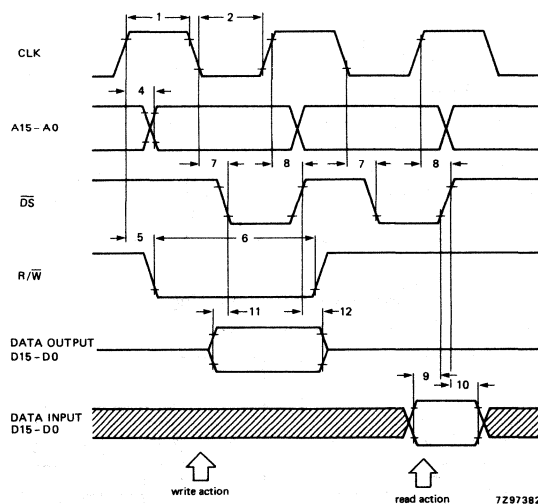 1 2
CLK
4
A15-A0
7 8 7 8
D̅S̅
5 6
R/W̅
11 12
DATA OUTPUT
D15-D0
9
10
DATA INPUT
D15-D0
write action
read action
7Z97382